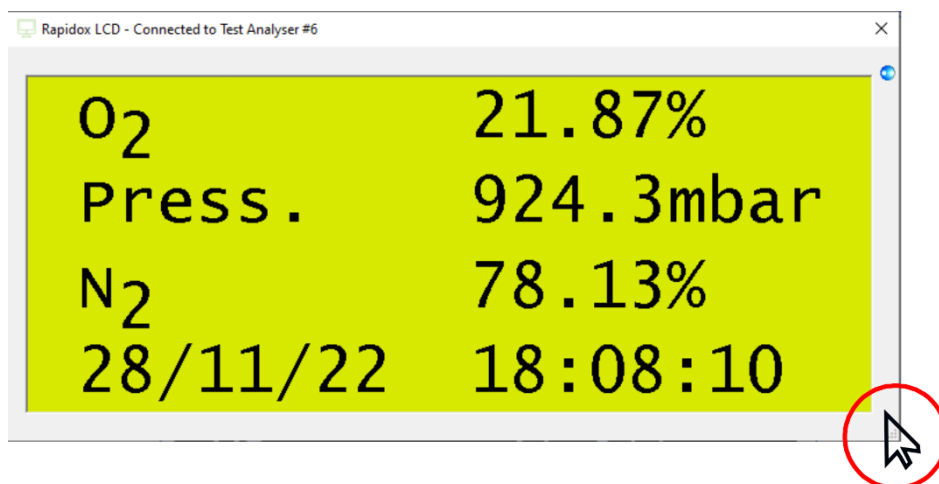 Rapidox LCD - Connected to Test Analyser #6
O2 21.87%
Press. 924.3mbar
N2 78.13%
28/11/22 18:08:10